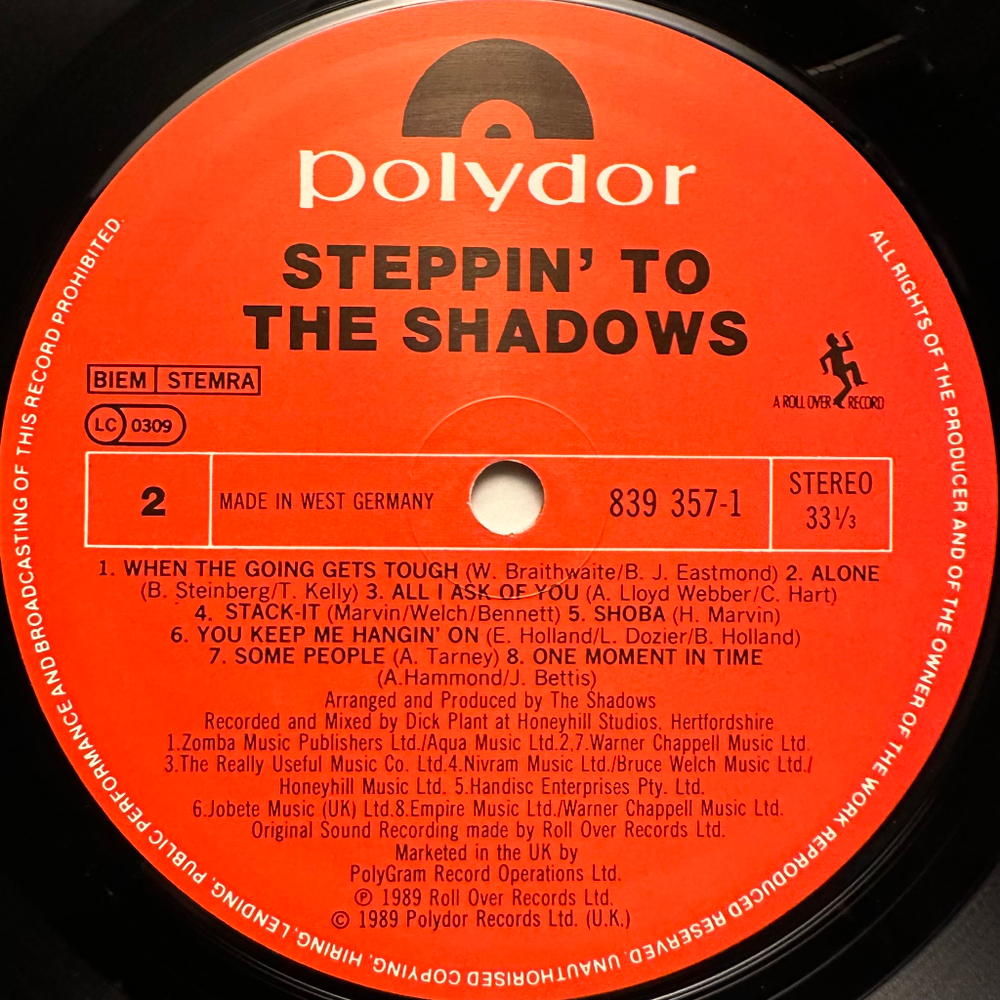 polydor
STEPPIN' TO
THE SHADOWS
BIEM STEMRA
LC 0309
A ROLL OVER RECORD
2
MADE IN WEST GERMANY
839 357-1
STEREO
33 1/3
1. WHEN THE GOING GETS TOUGH (W. Braithwaite/B. J. Eastmond) 2. ALONE
(B. Steinberg/T. Kelly) 3. ALL I ASK OF YOU (A. Lloyd Webber/C. Hart)
4. STACK-IT (Marvin/Welch/Bennett) 5. SHOBA (H. Marvin)
6. YOU KEEP ME HANGIN' ON (E. Holland/L. Dozier/B. Holland)
7. SOME PEOPLE (A. Tarney) 8. ONE MOMENT IN TIME
(A.Hammond/J. Bettis)
Arranged and Produced by The Shadows
Recorded and Mixed by Dick Plant at Honeyhill Studios, Hertfordshire
1.Zomba Music Publishers Ltd./Aqua Music Ltd.2,7.Warner Chappell Music Ltd.
3.The Really Useful Music Co. Ltd.4.Nivram Music Ltd./Bruce Welch Music Ltd./
Honeyhill Music Ltd. 5.Handisc Enterprises Pty. Ltd.
6.Jobete Music (UK) Ltd.8.Empire Music Ltd./Warner Chappell Music Ltd.
Original Sound Recording made by Roll Over Records Ltd.
Marketed in the UK by
PolyGram Record Operations Ltd.
℗ 1989 Roll Over Records Ltd.
© 1989 Polydor Records Ltd. (U.K.)
ALL RIGHTS OF THE PRODUCER AND OF THE OWNER OF THE WORK REPRODUCED RESERVED. UNAUTHORISED COPYING, HIRING, LENDING, PUBLIC PERFORMANCE AND BROADCASTING OF THIS RECORD PROHIBITED.